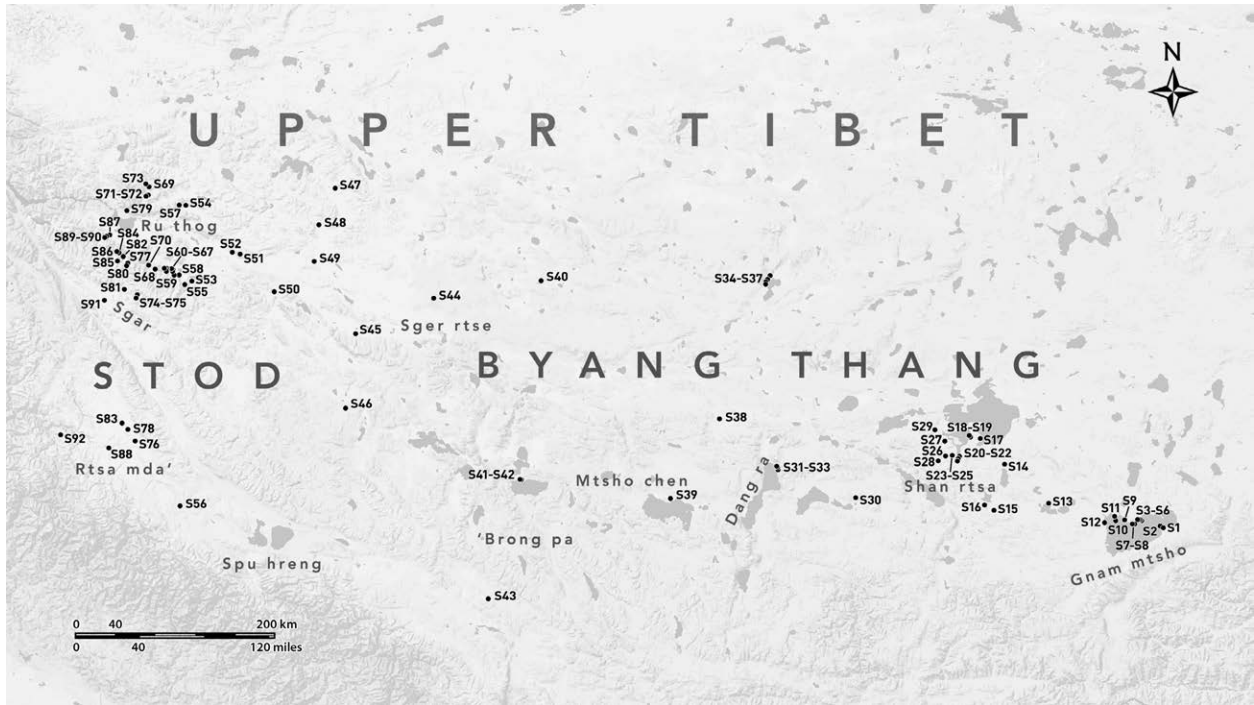 N
UPPER TIBET
S73
S69
S71-S72
S47
S79
S57
S54
S87
Ru thog
S48
S89-S90
S84
S70
S86
S82
S60-S67
S52
S85
S77
S51
S49
S58
S34-S37
S80
S68
S59
S53
S40
S81
S55
S50
S91
S74-S75
S44
Sgar
Sger rtse
S45
STOD
BYANG THANG
S46
S38
S83
S78
S29
S18-S19
S92
S76
S27
S17
S88
S26
S20-S22
Rtsa mda'
S28
S14
S31-S33
S23-S25
S41-S42
Mtsho chen
Shan rtsa
S39
Dang ra
S30
S56
S16
S15
S13
S9
S11
S3-S6
S12
S10
S2
S1
'Brong pa
S7-S8
Spu hreng
Gnam mtsho
S43
0 40 200 km
0 40 120 miles